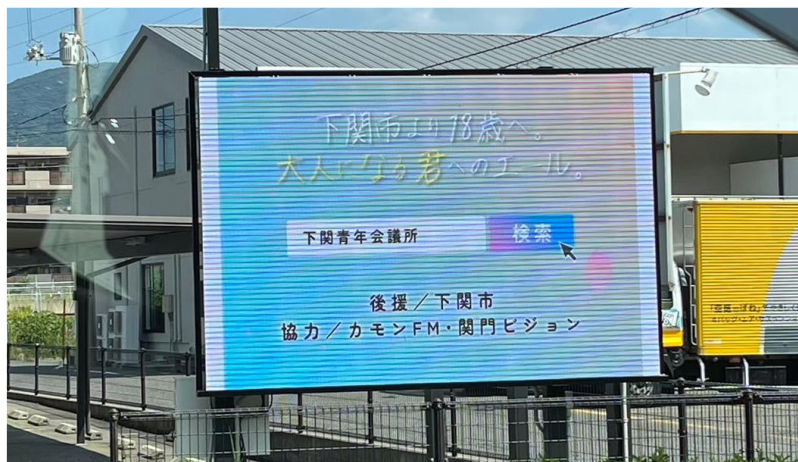 下関市より18歳へ。
大人になる君へのエール。
下関青年会議所
検索
後援／下関市
協力／カモンFM・関門ビジョン